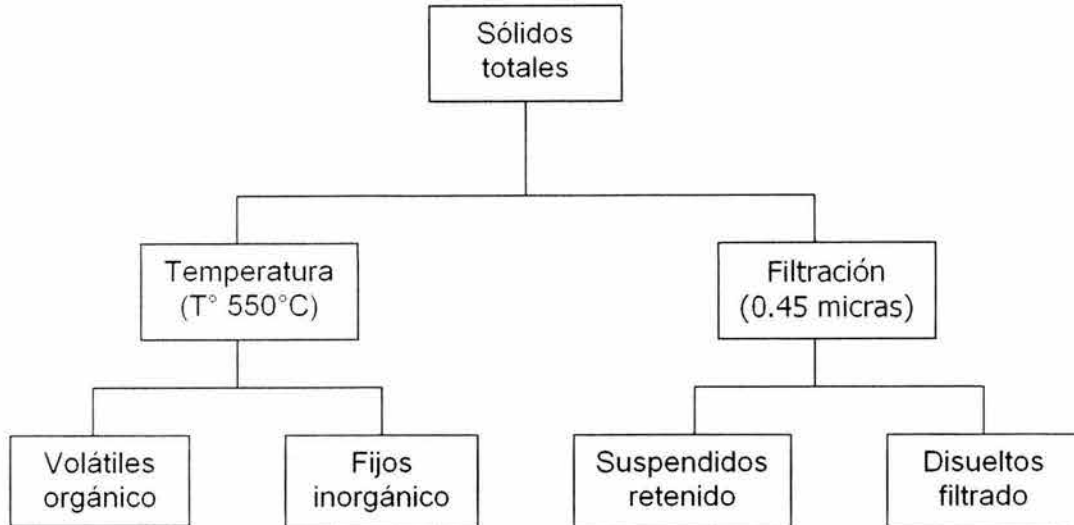 Sólidos
totales
Temperatura
(T° 550°C)
Filtración
(0.45 micras)
Volátiles
orgánico
Fijos
inorgánico
Suspendidos
retenido
Disueltos
filtrado